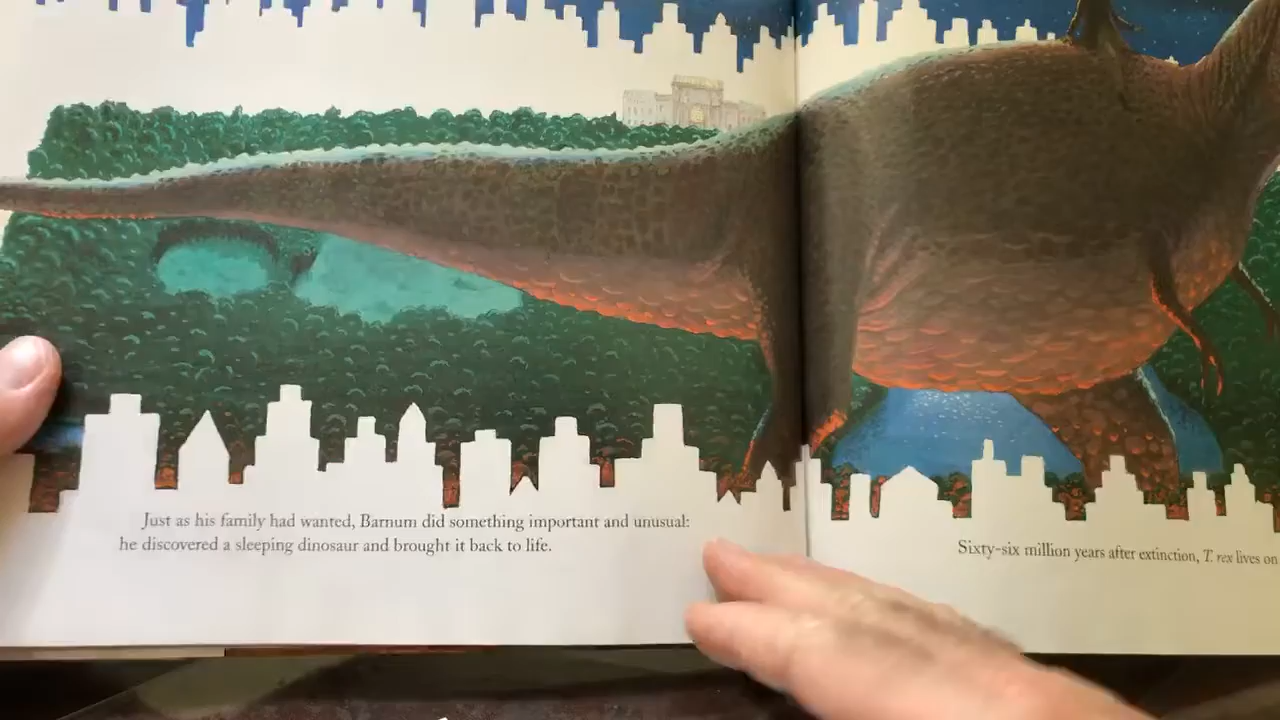 Just as his family had wanted, Barnum did something important and unusual:
he discovered a sleeping dinosaur and brought it back to life.
Sixty-six million years after extinction, T. rex lives on